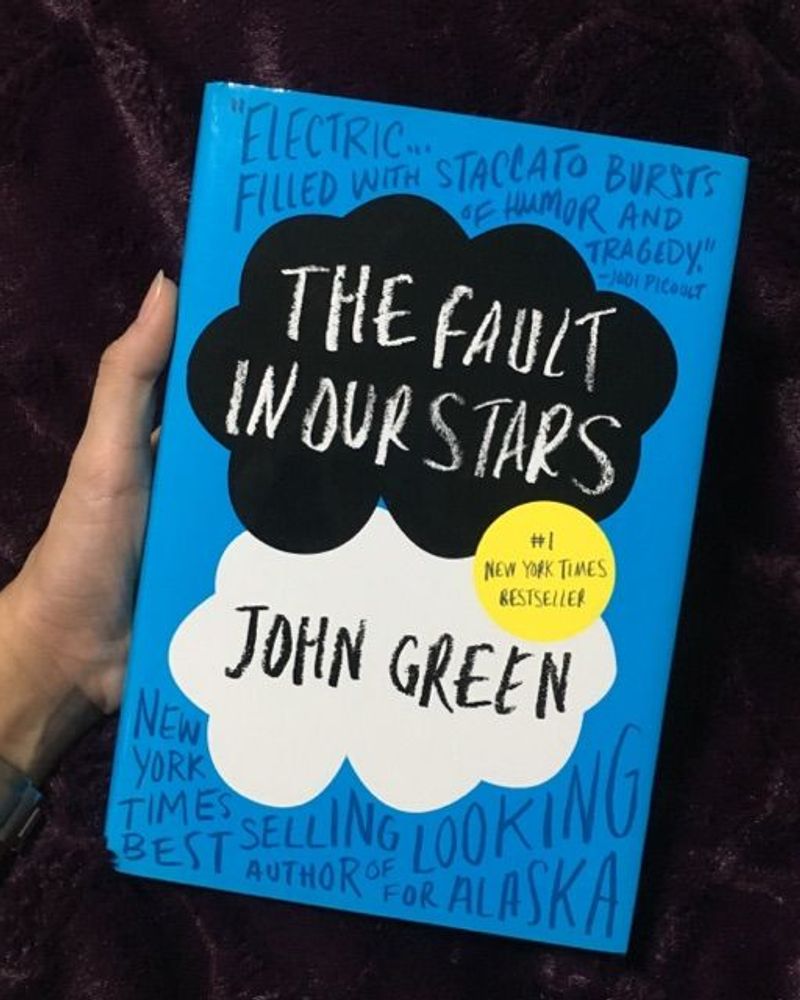 "ELECTRIC...
FILLED WITH STACCATO BURSTS
OF HUMOR AND
TRAGEDY."
-JODI PICOULT
THE FAULT
IN OUR STARS
#1
NEW YORK TIMES
BESTSELLER
JOHN GREEN
NEW
YORK
TIMES
BEST SELLING
AUTHOR OF
LOOKING
FOR ALASKA